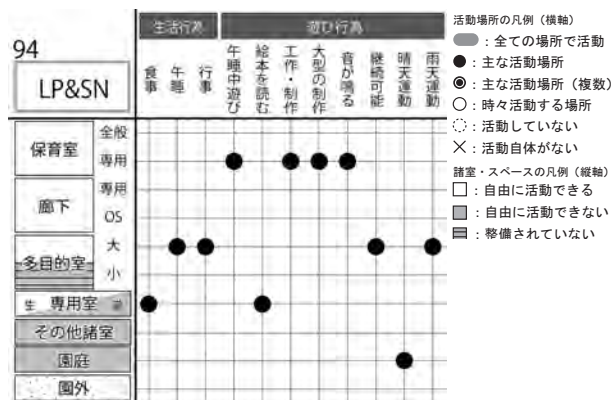 生活行為
遊び行為
94
LP&SN
食事
午睡
行事
午睡中遊び
絵本を読む
工作・制作
大型の制作
音が鳴る
継続可能
晴天運動
雨天運動
保育室
全般
専用
廊下
専用
OS
多目的室
大
小
生 専用室 遊
その他諸室
園庭
園外
活動場所の凡例（横軸）
：全ての場所で活動
：主な活動場所
：主な活動場所（複数）
：時々活動する場所
：活動していない
：活動自体がない
諸室・スペースの凡例（縦軸）
：自由に活動できる
：自由に活動できない
：整備されていない